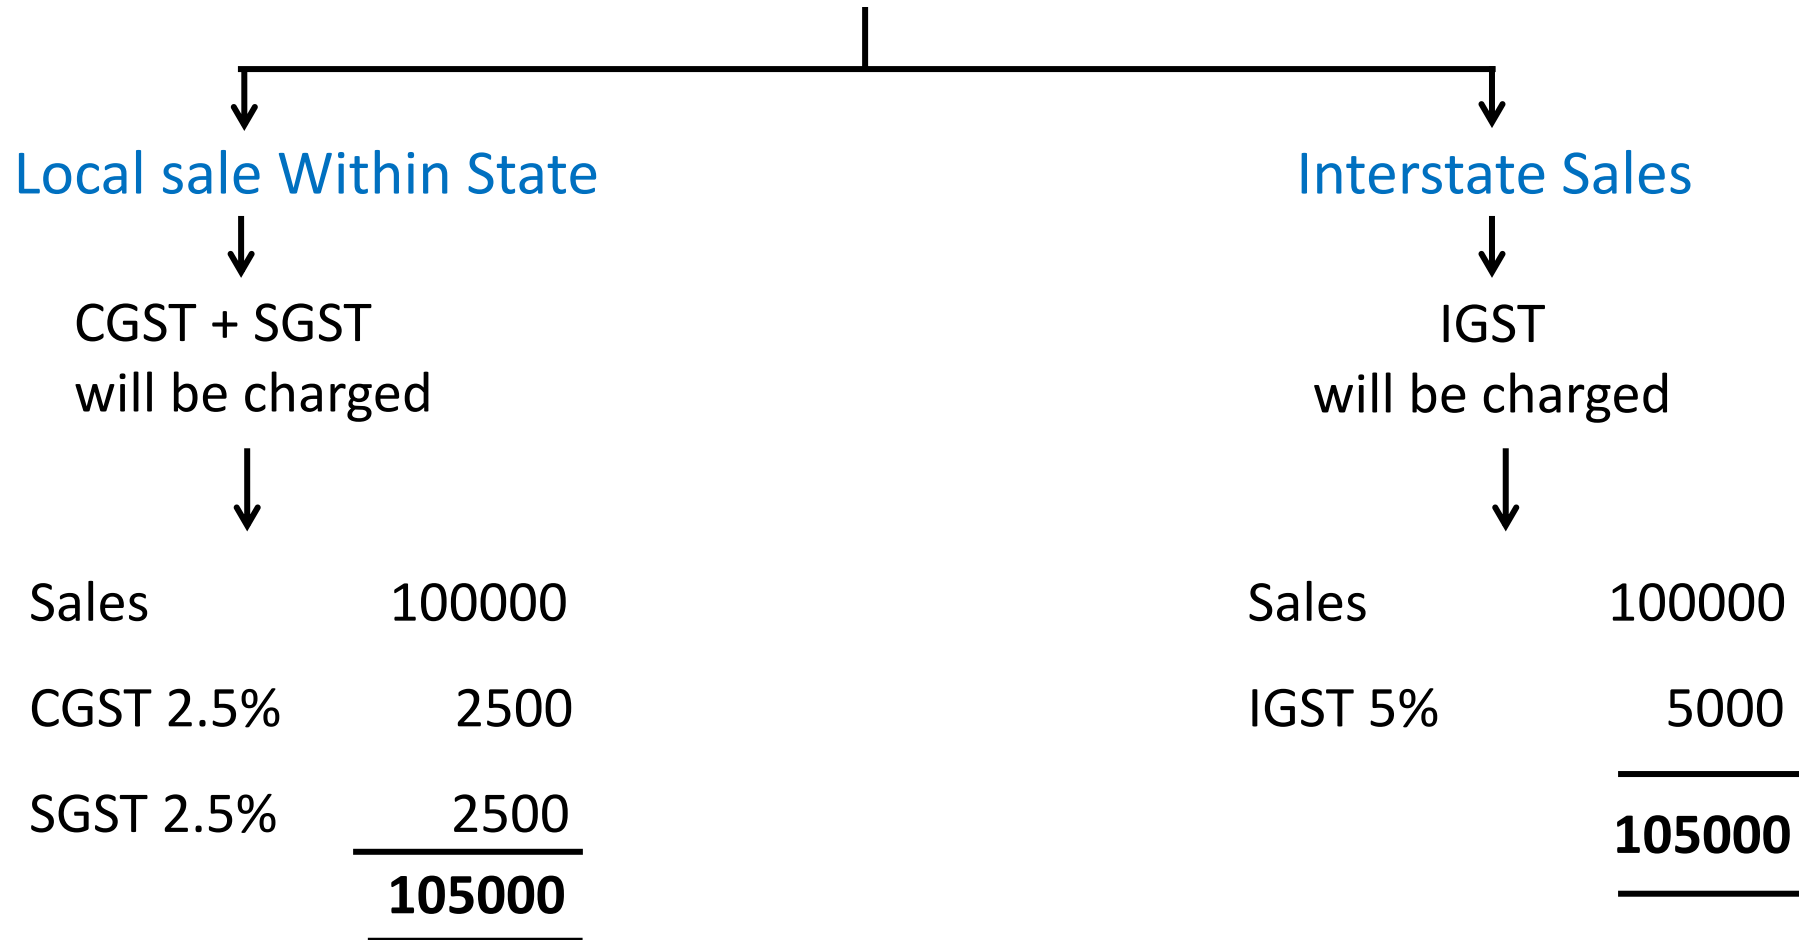 Local sale Within State
CGST + SGST
will be charged
Sales 100000
CGST 2.5% 2500
SGST 2.5% 2500
105000
Interstate Sales
IGST
will be charged
Sales 100000
IGST 5% 5000
105000